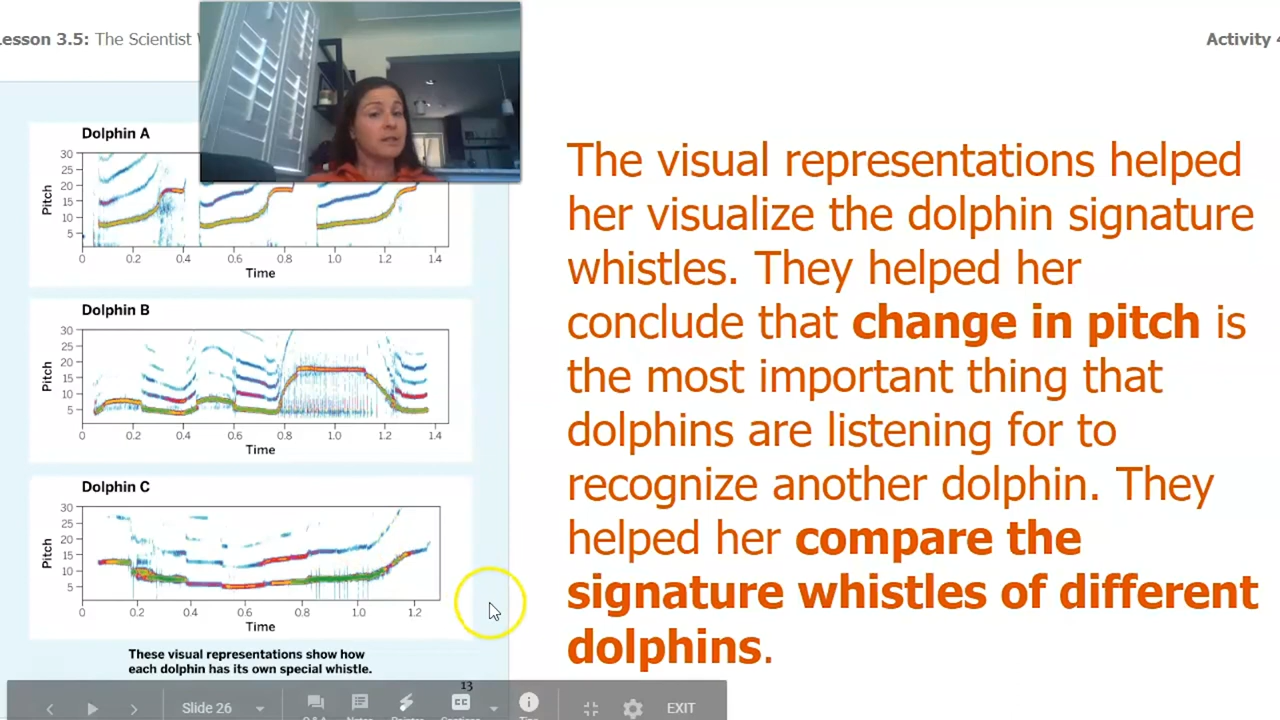 Lesson 3.5: The Scientist
Activity 4
Dolphin A
30
25
20
15
10
5
Pitch
0 0.2 0.4 0.6 0.8 1.0 1.2 1.4
Time
Dolphin B
30
25
20
15
10
5
Pitch
0 0.2 0.4 0.6 0.8 1.0 1.2 1.4
Time
Dolphin C
30
25
20
15
10
5
Pitch
0 0.2 0.4 0.6 0.8 1.0 1.2
Time
These visual representations show how
each dolphin has its own special whistle.
The visual representations helped
her visualize the dolphin signature
whistles. They helped her
conclude that change in pitch is
the most important thing that
dolphins are listening for to
recognize another dolphin. They
helped her compare the
signature whistles of different
dolphins.
13
Slide 26
CC
EXIT
Q&A Notes Pointer Captions